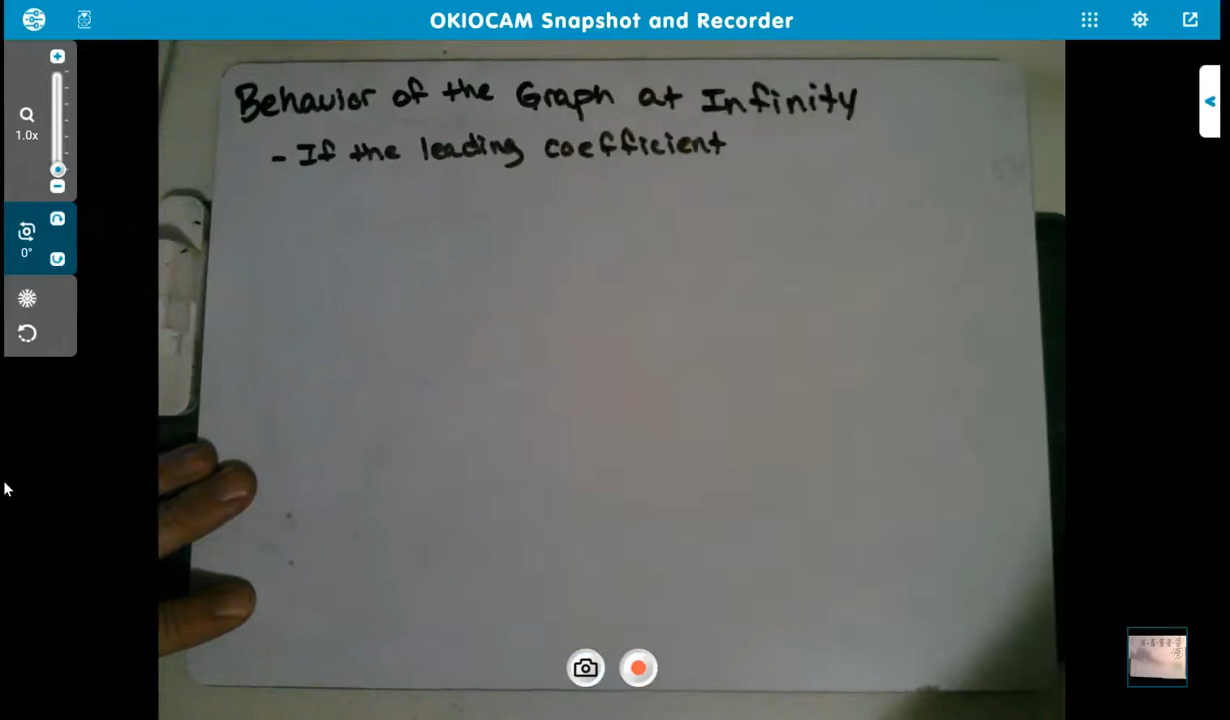 OKIOCAM Snapshot and Recorder
1.0x
0°
Behavior of the Graph at Infinity
- If the leading coefficient